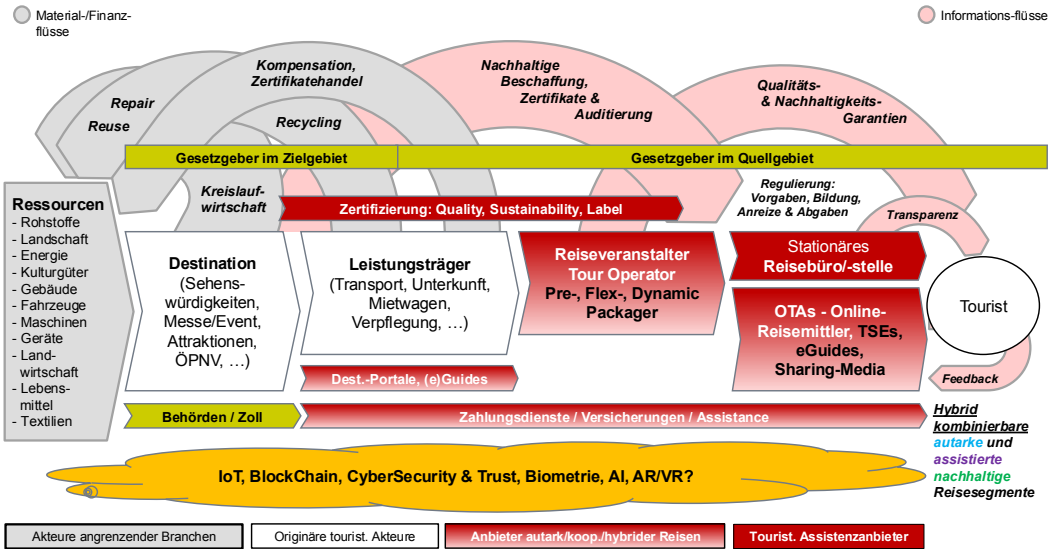 Material-/Finanz-
flüsse
Informations-flüsse
Kompensation,
Zertifikatehandel
Nachhaltige
Beschaffung,
Zertifikate &
Auditierung
Qualitäts-
& Nachhaltigkeits-
Garantien
Repair
Reuse
Recycling
Gesetzgeber im Zielgebiet
Gesetzgeber im Quellgebiet
Kreislauf-
wirtschaft
Regulierung:
Vorgaben, Bildung,
Anreize & Abgaben
Zertifizierung: Quality, Sustainability, Label
Transparenz
Ressourcen
- Rohstoffe
- Landschaft
- Energie
- Kulturgüter
- Gebäude
- Fahrzeuge
- Maschinen
- Geräte
- Land-
wirtschaft
- Lebens-
mittel
- Textilien
Destination
(Sehens-
würdigkeiten,
Messe/Event,
Attraktionen,
ÖPNV, …)
Leistungsträger
(Transport, Unterkunft,
Mietwagen,
Verpflegung, …)
Reiseveranstalter
Tour Operator
Pre-, Flex-, Dynamic
Packager
Stationäres
Reisebüro/-stelle
OTAs - Online-
Reisemittler, TSEs,
eGuides,
Sharing-Media
Tourist
Feedback
Dest.-Portale, (e)Guides
Behörden / Zoll
Zahlungsdienste / Versicherungen / Assistance
Hybrid
kombinierbare
autarke und
assistierte
nachhaltige
Reisesegmente
IoT, BlockChain, CyberSecurity & Trust, Biometrie, AI, AR/VR?
Akteure angrenzender Branchen
Originäre tourist. Akteure
Anbieter autark/koop./hybrider Reisen
Tourist. Assistenzanbieter